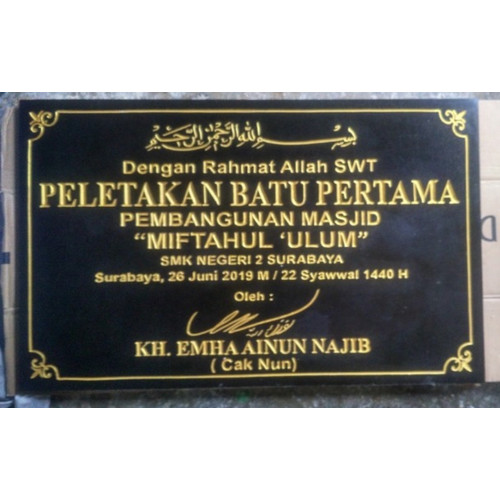 بسم الله الرحمن الرحيم
Dengan Rahmat Allah SWT
PELETAKAN BATU PERTAMA
PEMBANGUNAN MASJID
“MIFTAHUL ‘ULUM”
SMK NEGERI 2 SURABAYA
Surabaya, 26 Juni 2019 M / 22 Syawwal 1440 H
Oleh :
KH. EMHA AINUN NAJIB
( Cak Nun)